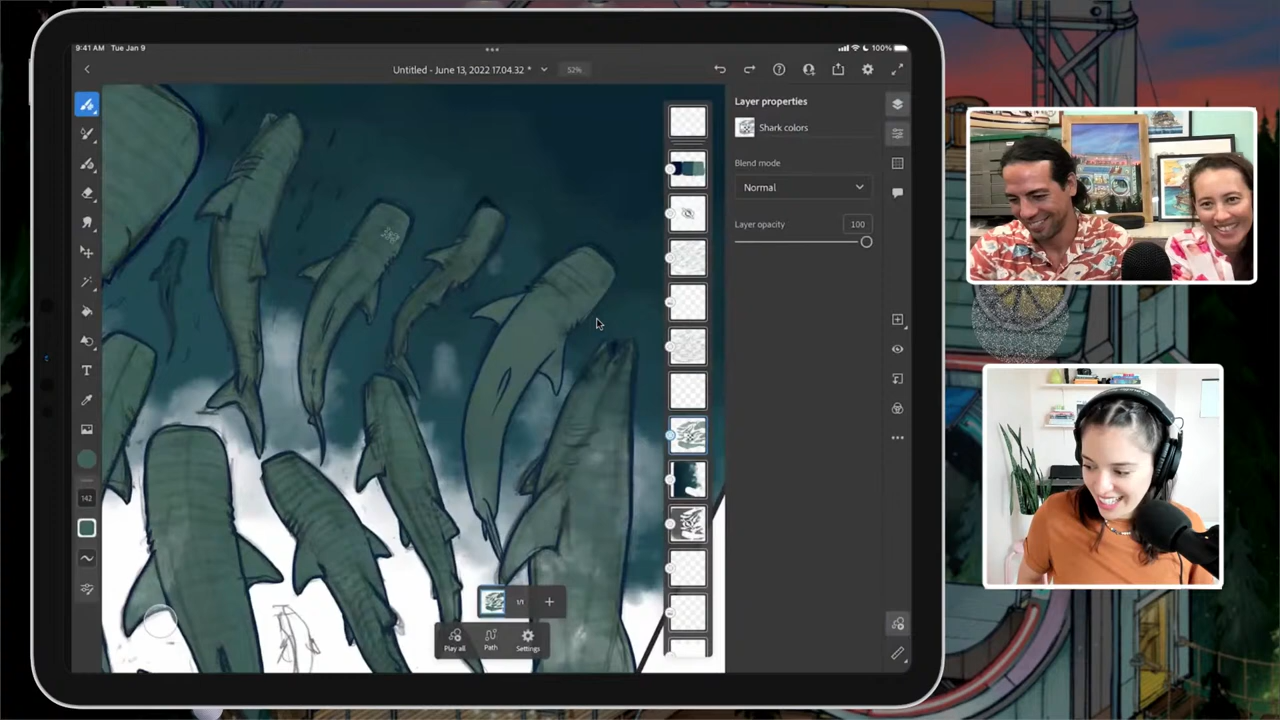 9:41 AM Tue Jan 9
100%
Untitled - June 13, 2022 17.04.32 *
52%
Layer properties
Shark colors
Blend mode
Normal
Layer opacity
100
T
142
1/1
Play all
Path
Settings